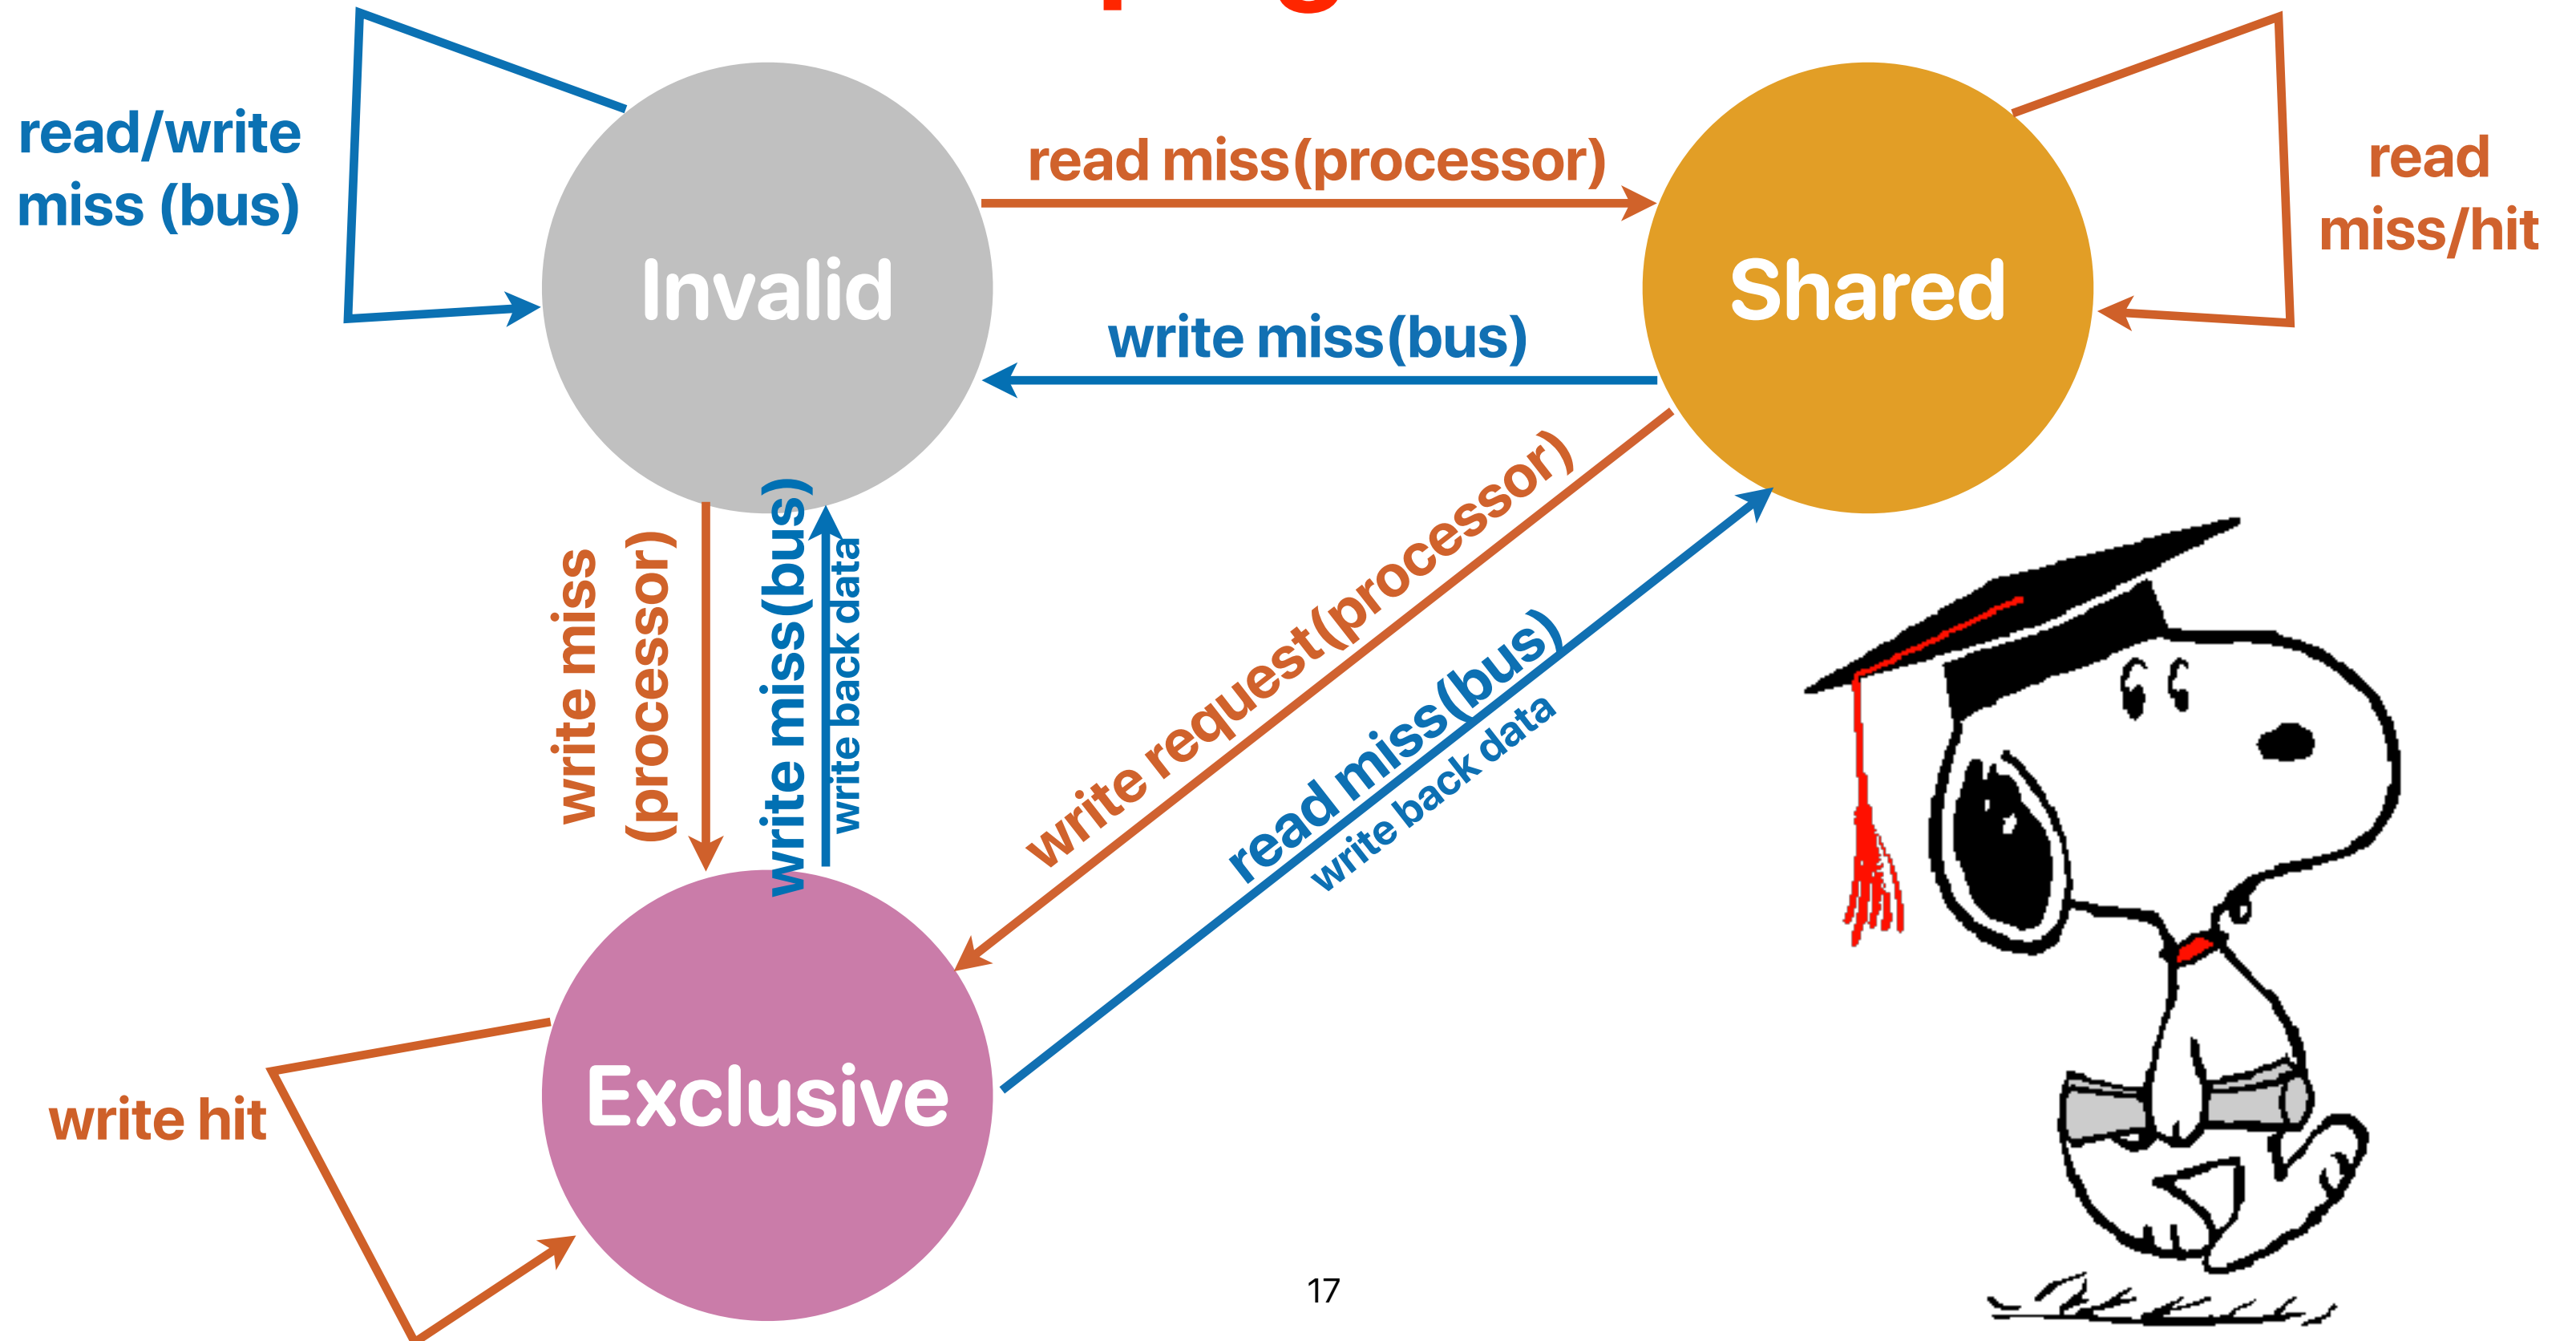 read/write
miss (bus)
Invalid
read miss(processor)
write miss(bus)
Shared
read
miss/hit
write miss
(processor)
write miss(bus)
write back data
write request(processor)
read miss(bus)
write back data
Exclusive
write hit
17